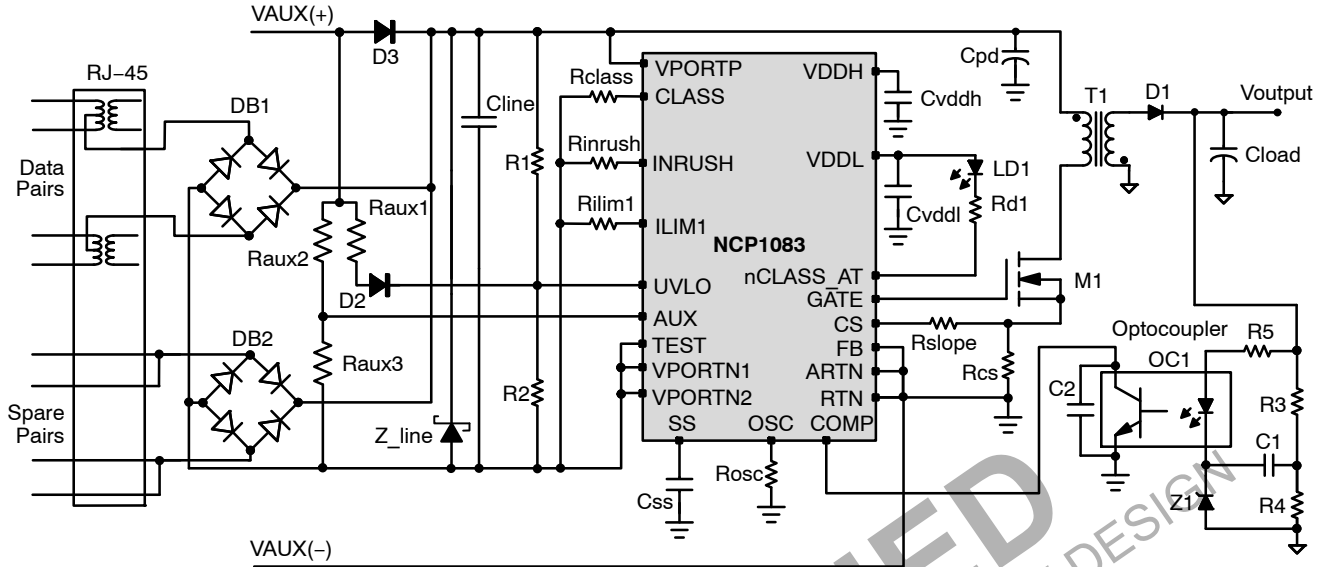 VAUX(+)
D3
RJ−45
DB1
Data
Pairs
Cline
R1
Raux1
Raux2
D2
Raux3
DB2
Spare
Pairs
Z_line
R2
Rclass
Rinrush
Rilim1
VPORTP
CLASS
INRUSH
ILIM1
NCP1083
UVLO
AUX
TEST
VPORTN1
VPORTN2
SS
OSC
COMP
VDDH
VDDL
nCLASS_AT
GATE
CS
FB
ARTN
RTN
Css
Rosc
Cvddh
Cvddl
LD1
Rd1
Cpd
T1
D1
Voutput
Cload
M1
Rslope
Rcs
Optocoupler
OC1
C2
R5
R3
C1
Z1
R4
VAUX(−)
DESIGN